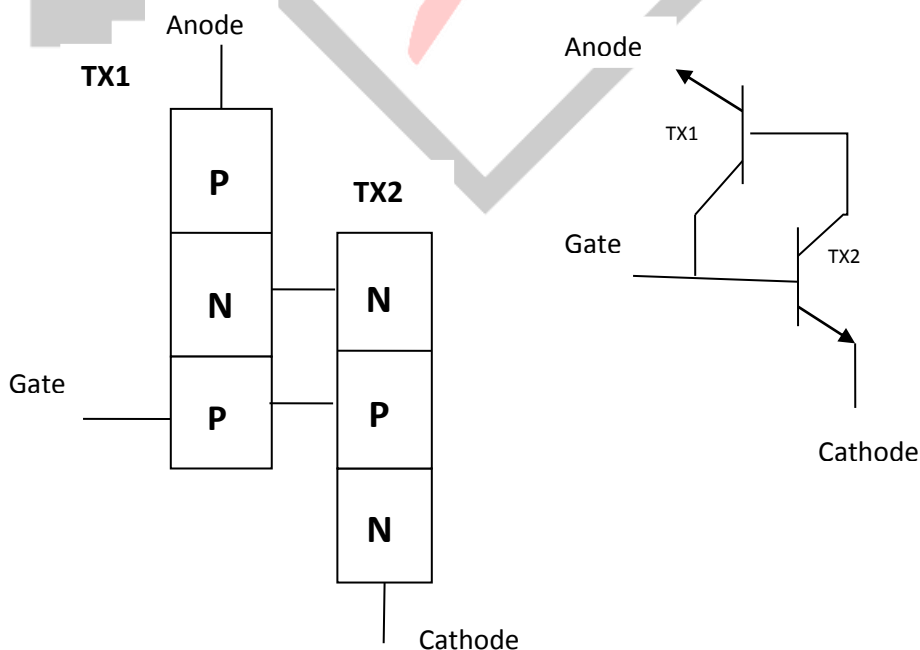 Anode
TX1
P
N
P
Gate
TX2
N
P
N
Cathode
Anode
TX1
Gate
TX2
Cathode